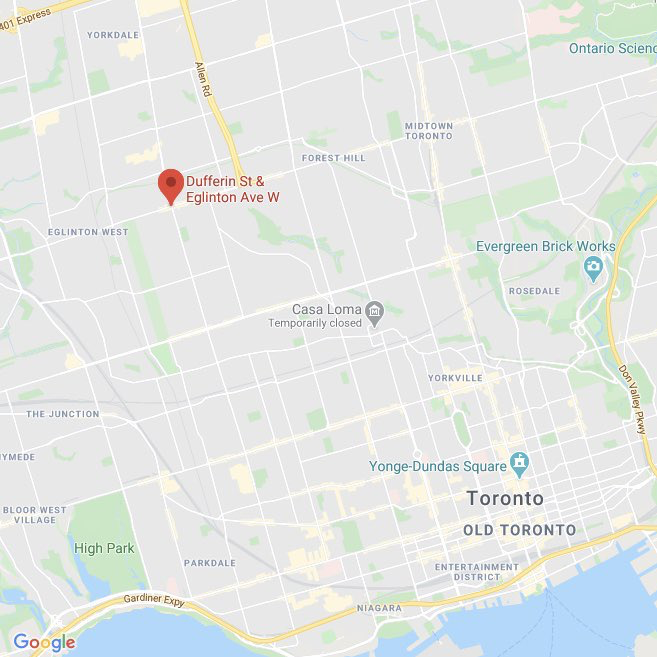 401 Express
YORKDALE
Allen Rd
Ontario Scienc
MIDTOWN
TORONTO
FOREST HILL
Dufferin St &
Eglinton Ave W
EGLINTON WEST
Evergreen Brick Works
ROSEDALE
Casa Loma
Temporarily closed
Don Valley Pkwy
YORKVILLE
THE JUNCTION
NYMEDE
Yonge-Dundas Square
Toronto
BLOOR WEST
VILLAGE
OLD TORONTO
High Park
PARKDALE
ENTERTAINMENT
DISTRICT
Gardiner Expy
NIAGARA
Google